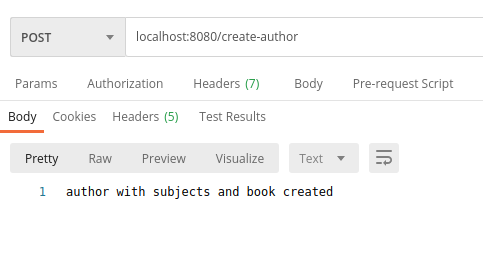 POST localhost:8080/create-author
Params Authorization Headers (7) Body Pre-request Script
Body Cookies Headers (5) Test Results
Pretty Raw Preview Visualize Text
1 author with subjects and book created